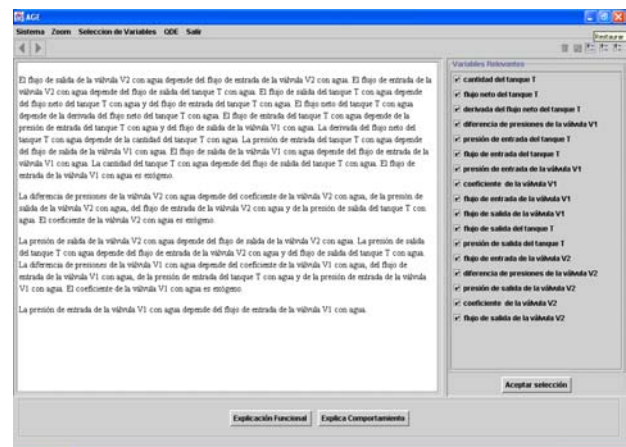 AGE
Sistema Zoom Seleccion de Variables QDE Salir
Restaurar
Variables Relevantes
El flujo de salida de la válvula V2 con agua depende del flujo de entrada de la válvula V2 con agua. El flujo de entrada de la
válvula V2 con agua depende del flujo de salida del tanque T con agua. El flujo de salida del tanque T con agua depende
del flujo neto del tanque T con agua y del flujo de entrada del tanque T con agua. El flujo neto del tanque T con agua
depende de la derivada del flujo neto del tanque T con agua. El flujo de entrada del tanque T con agua depende de la
presión de entrada del tanque T con agua y del flujo de salida de la válvula V1 con agua. La derivada del flujo neto del
tanque T con agua depende de la cantidad del tanque T con agua. La presión de entrada del tanque T con agua depende
del flujo de entrada del tanque T con agua. El flujo de salida de la válvula V1 con agua depende del flujo de entrada de la
válvula V1 con agua. La cantidad del tanque T con agua depende del flujo de salida del tanque T con agua. El flujo de
entrada de la válvula V1 con agua es exógeno.
La diferencia de presiones de la válvula V2 con agua depende del coeficiente de la válvula V2 con agua, de la presión de
salida de la válvula V2 con agua, del flujo de entrada de la válvula V2 con agua y de la presión de salida del tanque T con
agua. El coeficiente de la válvula V2 con agua es exógeno.
La presión de salida de la válvula V2 con agua depende del flujo de salida de la válvula V2 con agua. La presión de salida
del tanque T con agua depende del flujo de entrada de la válvula V2 con agua y del flujo de salida del tanque T con agua.
La diferencia de presiones de la válvula V1 con agua depende del coeficiente de la válvula V1 con agua, del flujo de
entrada de la válvula V1 con agua, de la presión de entrada del tanque T con agua y de la presión de entrada de la válvula
V1 con agua. El coeficiente de la válvula V1 con agua es exógeno.
La presión de entrada de la válvula V1 con agua depende del flujo de entrada de la válvula V1 con agua.
cantidad del tanque T
flujo neto del tanque T
derivada del flujo neto del tanque T
diferencia de presiones de la válvula V1
presión de entrada del tanque T
flujo de entrada del tanque T
presión de entrada de la válvula V1
coeficiente de la válvula V1
flujo de entrada de la válvula V1
flujo de salida de la válvula V1
flujo de salida del tanque T
presión de salida del tanque T
flujo de entrada de la válvula V2
diferencia de presiones de la válvula V2
presión de salida de la válvula V2
coeficiente de la válvula V2
flujo de salida de la válvula V2
Aceptar selección
Explicación Funcional Explica Comportamiento